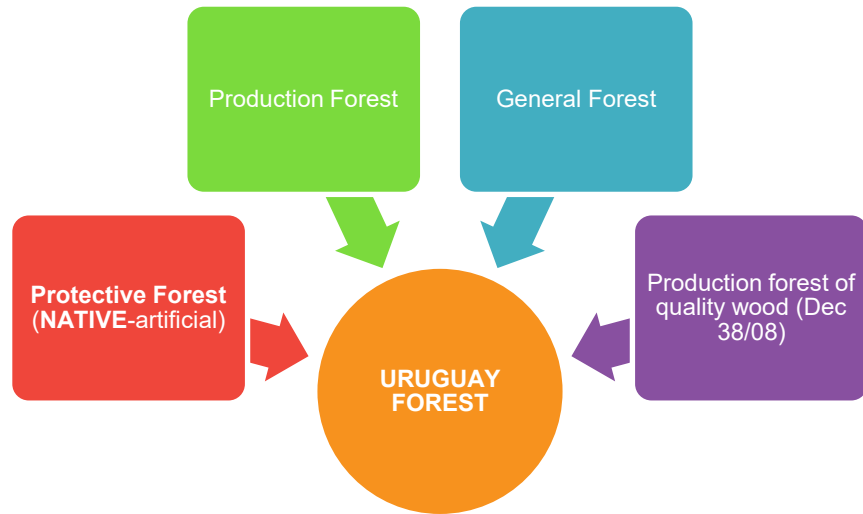 Production Forest
General Forest
Protective Forest
(NATIVE-artificial)
Production forest of
quality wood (Dec
38/08)
URUGUAY
FOREST